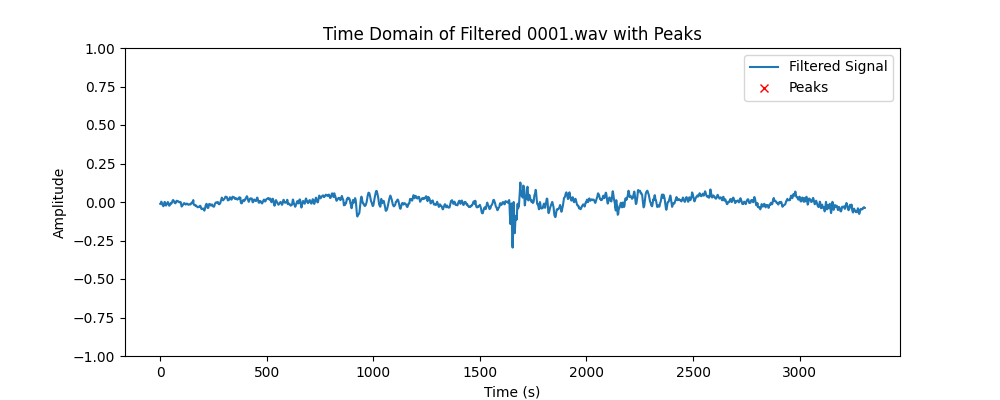 Time Domain of Filtered 0001.wav with Peaks
1.00
0.75
0.50
0.25
0.00
−0.25
−0.50
−0.75
−1.00
Amplitude
Filtered Signal
Peaks
0 500 1000 1500 2000 2500 3000
Time (s)